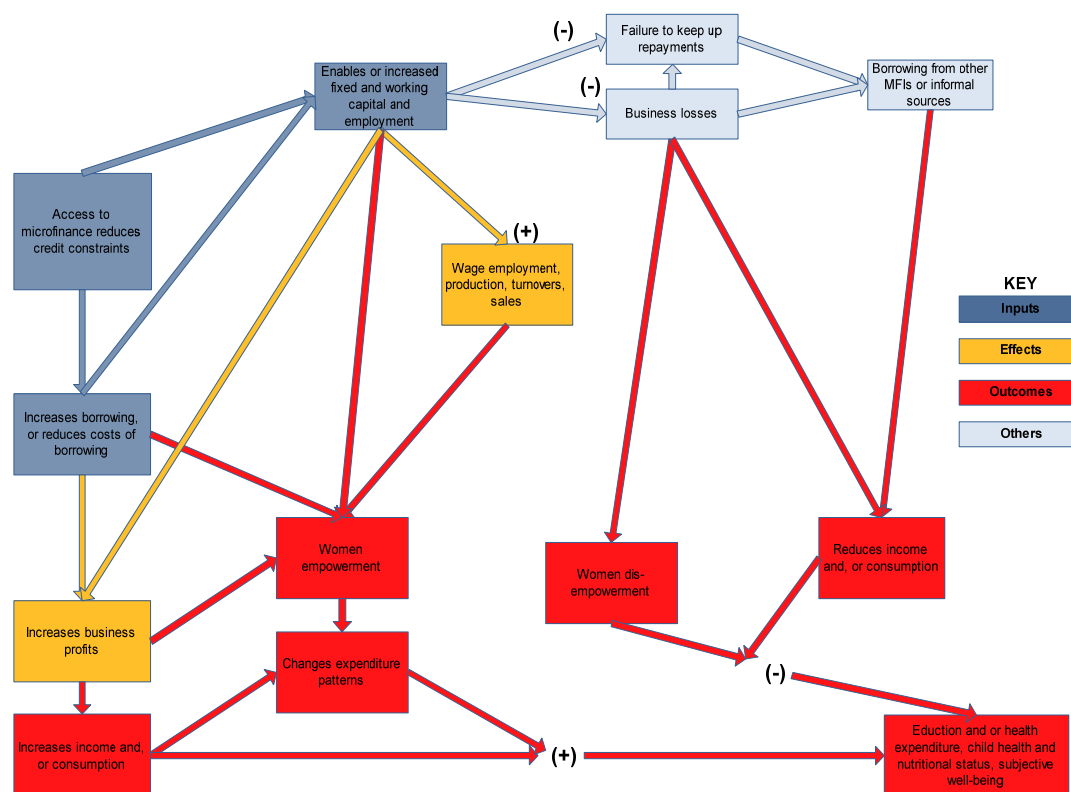 (-)
Failure to keep up
repayments
Enables or increased
fixed and working
capital and
employment
(-)
Business losses
Borrowing from other
MFIs or informal
sources
Access to
microfinance reduces
credit constraints
(+)
Wage employment,
production, turnovers,
sales
KEY
Inputs
Effects
Outcomes
Others
Increases borrowing,
or reduces costs of
borrowing
Women
empowerment
Women dis-
empowerment
Reduces income
and, or consumption
Increases business
profits
Changes expenditure
patterns
(-)
Increases income and,
or consumption
(+)
Eduction and or health
expenditure, child health and
nutritional status, subjective
well-being